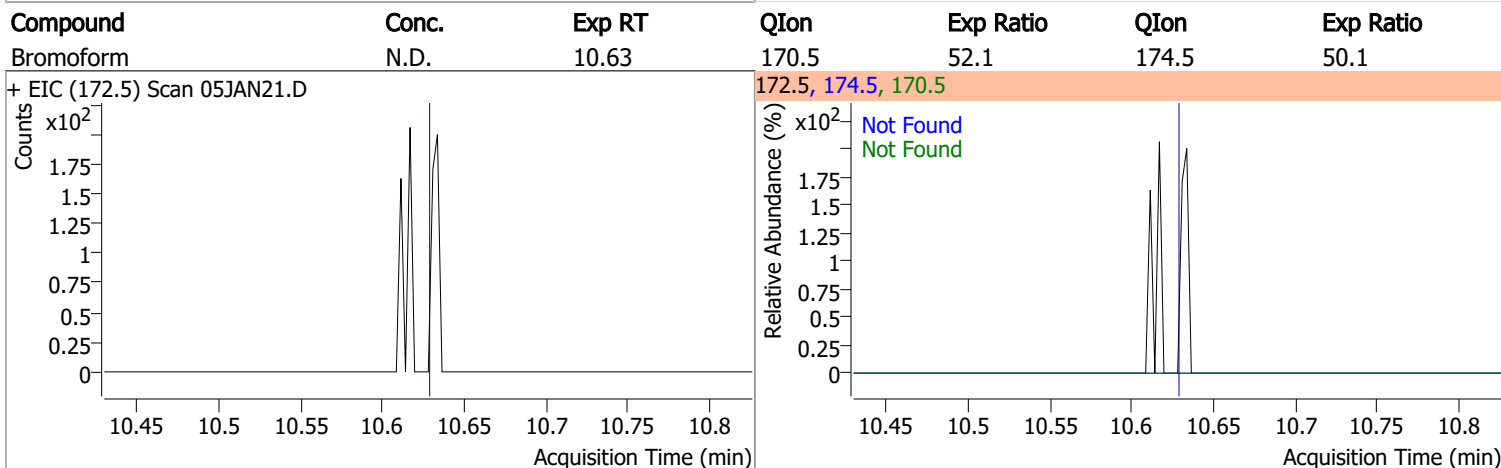 Compound Conc. Exp RT QIon Exp Ratio QIon Exp Ratio
Bromoform N.D. 10.63 170.5 52.1 174.5 50.1
+ EIC (172.5) Scan 05JAN21.D
Counts
x10²
1.75
1.5
1.25
1
0.75
0.5
0.25
0
10.45 10.5 10.55 10.6 10.65 10.7 10.75 10.8
Acquisition Time (min)
172.5, 174.5, 170.5
Relative Abundance (%)
x10²
Not Found
Not Found
1.75
1.5
1.25
1
0.75
0.5
0.25
0
10.45 10.5 10.55 10.6 10.65 10.7 10.75 10.8
Acquisition Time (min)